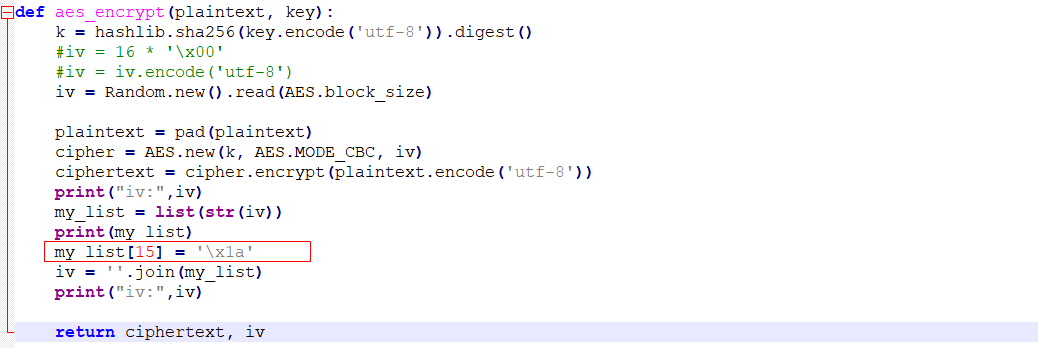 def aes_encrypt(plaintext, key):
    k = hashlib.sha256(key.encode('utf-8')).digest()
    #iv = 16 * '\x00'
    #iv = iv.encode('utf-8')
    iv = Random.new().read(AES.block_size)
    plaintext = pad(plaintext)
    cipher = AES.new(k, AES.MODE_CBC, iv)
    ciphertext = cipher.encrypt(plaintext.encode('utf-8'))
    print("iv:",iv)
    my_list = list(str(iv))
    print(my_list)
    my_list[15] = '\x1a'
    iv = ''.join(my_list)
    print("iv:",iv)
    return ciphertext, iv